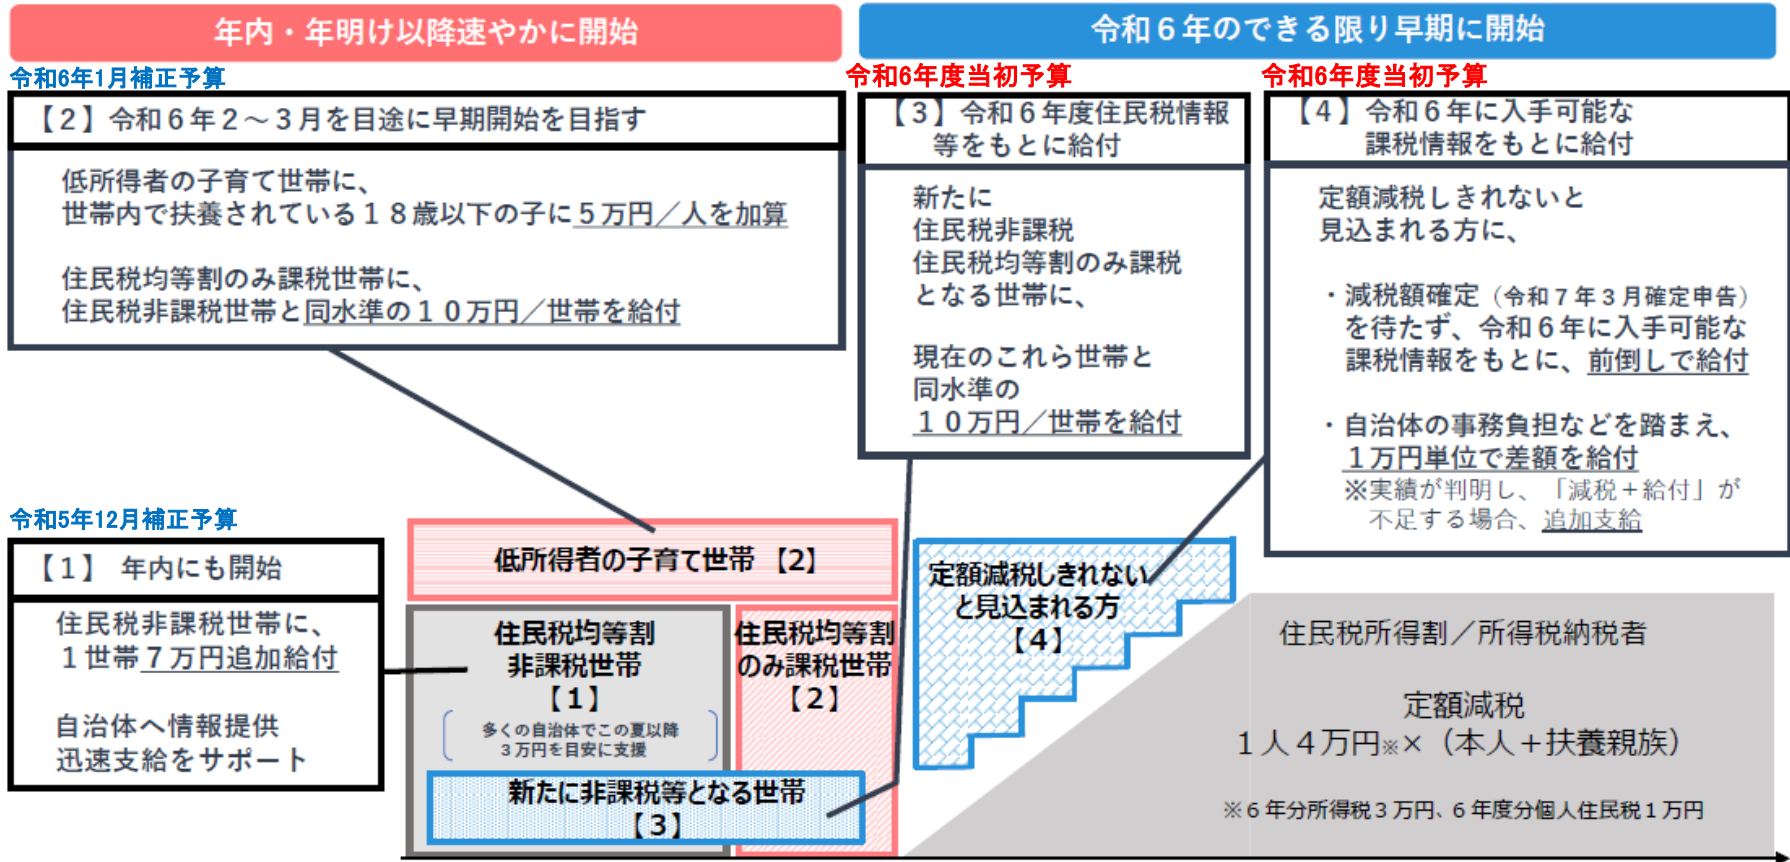 年内・年明け以降速やかに開始
令和６年のできる限り早期に開始
令和6年1月補正予算
【２】令和６年２～３月を目途に早期開始を目指す
低所得者の子育て世帯に、
世帯内で扶養されている１８歳以下の子に５万円／人を加算
住民税均等割のみ課税世帯に、
住民税非課税世帯と同水準の１０万円／世帯を給付
令和6年度当初予算
【３】令和６年度住民税情報
等をもとに給付
新たに
住民税非課税
住民税均等割のみ課税
となる世帯に、
現在のこれら世帯と
同水準の
１０万円／世帯を給付
令和6年度当初予算
【４】令和６年に入手可能な
課税情報をもとに給付
定額減税しきれないと
見込まれる方に、
・減税額確定（令和７年３月確定申告）
を待たず、令和６年に入手可能な
課税情報をもとに、前倒しで給付
・自治体の事務負担などを踏まえ、
１万円単位で差額を給付
※実績が判明し、「減税＋給付」が
不足する場合、追加支給
令和5年12月補正予算
【１】 年内にも開始
住民税非課税世帯に、
１世帯７万円追加給付
自治体へ情報提供
迅速支給をサポート
低所得者の子育て世帯【２】
住民税均等割
非課税世帯
【１】
多くの自治体でこの夏以降
３万円を目安に支援
住民税均等割
のみ課税世帯
【２】
新たに非課税等となる世帯
【３】
定額減税しきれない
と見込まれる方
【４】
住民税所得割／所得税納税者
定額減税
１人４万円※×（本人＋扶養親族）
※６年分所得税３万円、６年度分個人住民税１万円